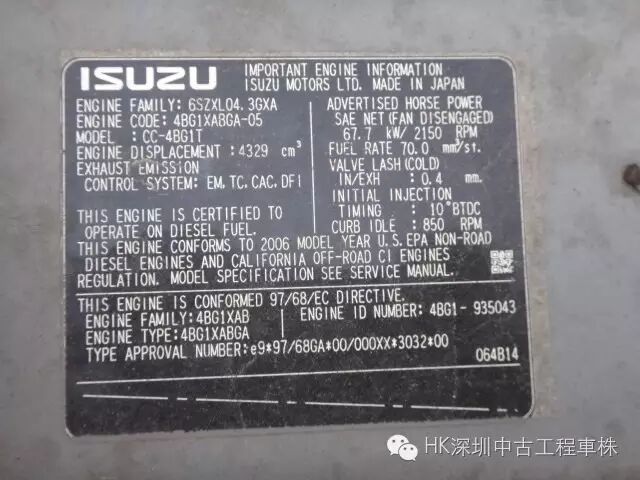 ISUZU
IMPORTANT ENGINE INFORMATION
ISUZU MOTORS LTD. MADE IN JAPAN
ENGINE FAMILY: 6SZXL04.3GXA
ENGINE CODE: 4BG1XABGA-05
MODEL : CC-4BG1T
ENGINE DISPLACEMENT: 4329 cm³
EXHAUST EMISSION
CONTROL SYSTEM: EM, TC, CAC, DFI
THIS ENGINE IS CERTIFIED TO
OPERATE ON DIESEL FUEL.
ADVERTISED HORSE POWER
SAE NET (FAN DISENGAGED)
67.7 kW/ 2150 RPM
FUEL RATE 70.0 mm³/st.
VALVE LASH (COLD)
IN/EXH : 0.4 mm.
INITIAL INJECTION
TIMING : 10°BTDC
CURB IDLE : 850 RPM
THIS ENGINE CONFORMS TO 2006 MODEL YEAR U.S. EPA NON-ROAD
DIESEL ENGINES AND CALIFORNIA OFF-ROAD CI ENGINES
REGULATION. MODEL SPECIFICATION SEE SERVICE MANUAL.
THIS ENGINE IS CONFORMED 97/68/EC DIRECTIVE.
ENGINE FAMILY:4BG1XAB
ENGINE ID NUMBER: 4BG1- 935043
ENGINE TYPE:4BG1XABGA
TYPE APPROVAL NUMBER:e9*97/68GA*00/000XX*3032*00
064B14
HK深圳中古工程車株